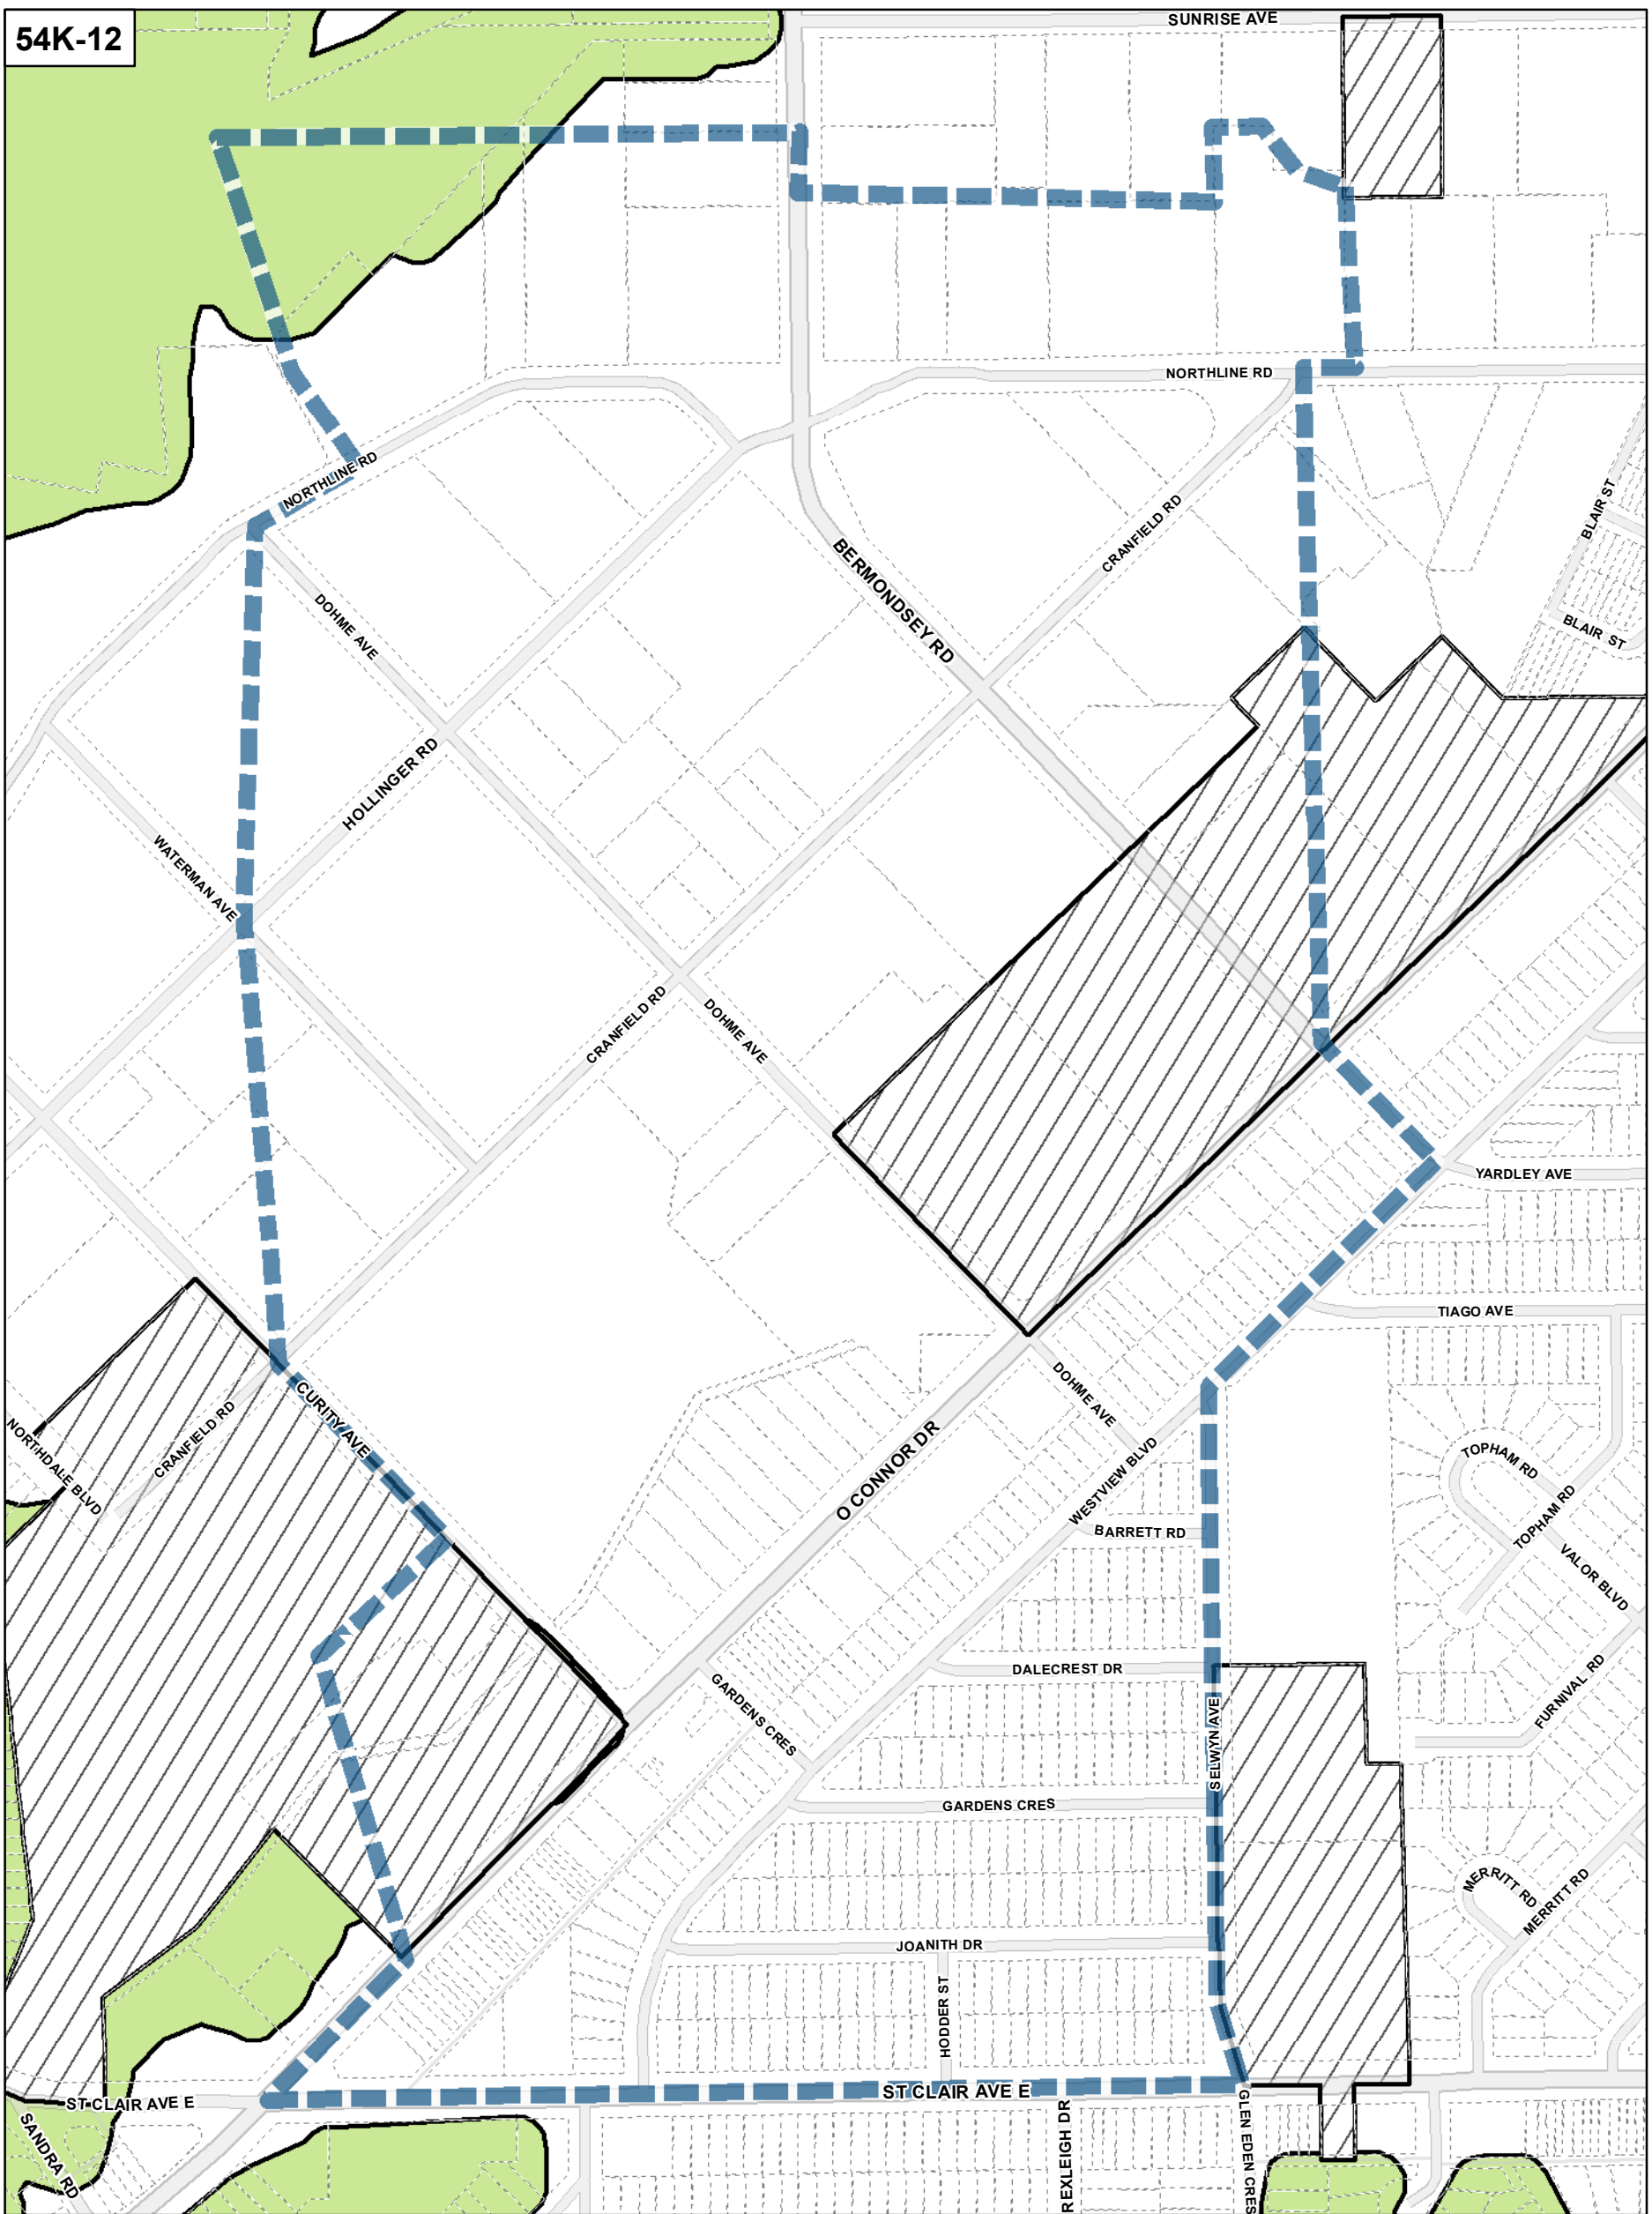 54K-12
SUNRISE AVE
NORTHLINE RD
NORTHLINE RD
BLAIR ST
CRANFIELD RD
BERMONDSEY RD
DOHME AVE
BLAIR ST
HOLLINGER RD
WATERMAN AVE
CRANFIELD RD
DOHME AVE
YARDLEY AVE
TIAGO AVE
CURITY AVE
DOHME AVE
NORTHDALE BLVD
CRANFIELD RD
O CONNOR DR
WESTVIEW BLVD
TOPHAM RD
TOPHAM RD
BARRETT RD
VALOR BLVD
DALECREST DR
GARDENS CRES
SELWYN AVE
FURNIVAL RD
GARDENS CRES
MERRITT RD
MERRITT RD
JOANITH DR
HODDER ST
ST CLAIR AVE E
ST CLAIR AVE E
SANDRA RD
REXLEIGH DR
GLEN EDEN CRES